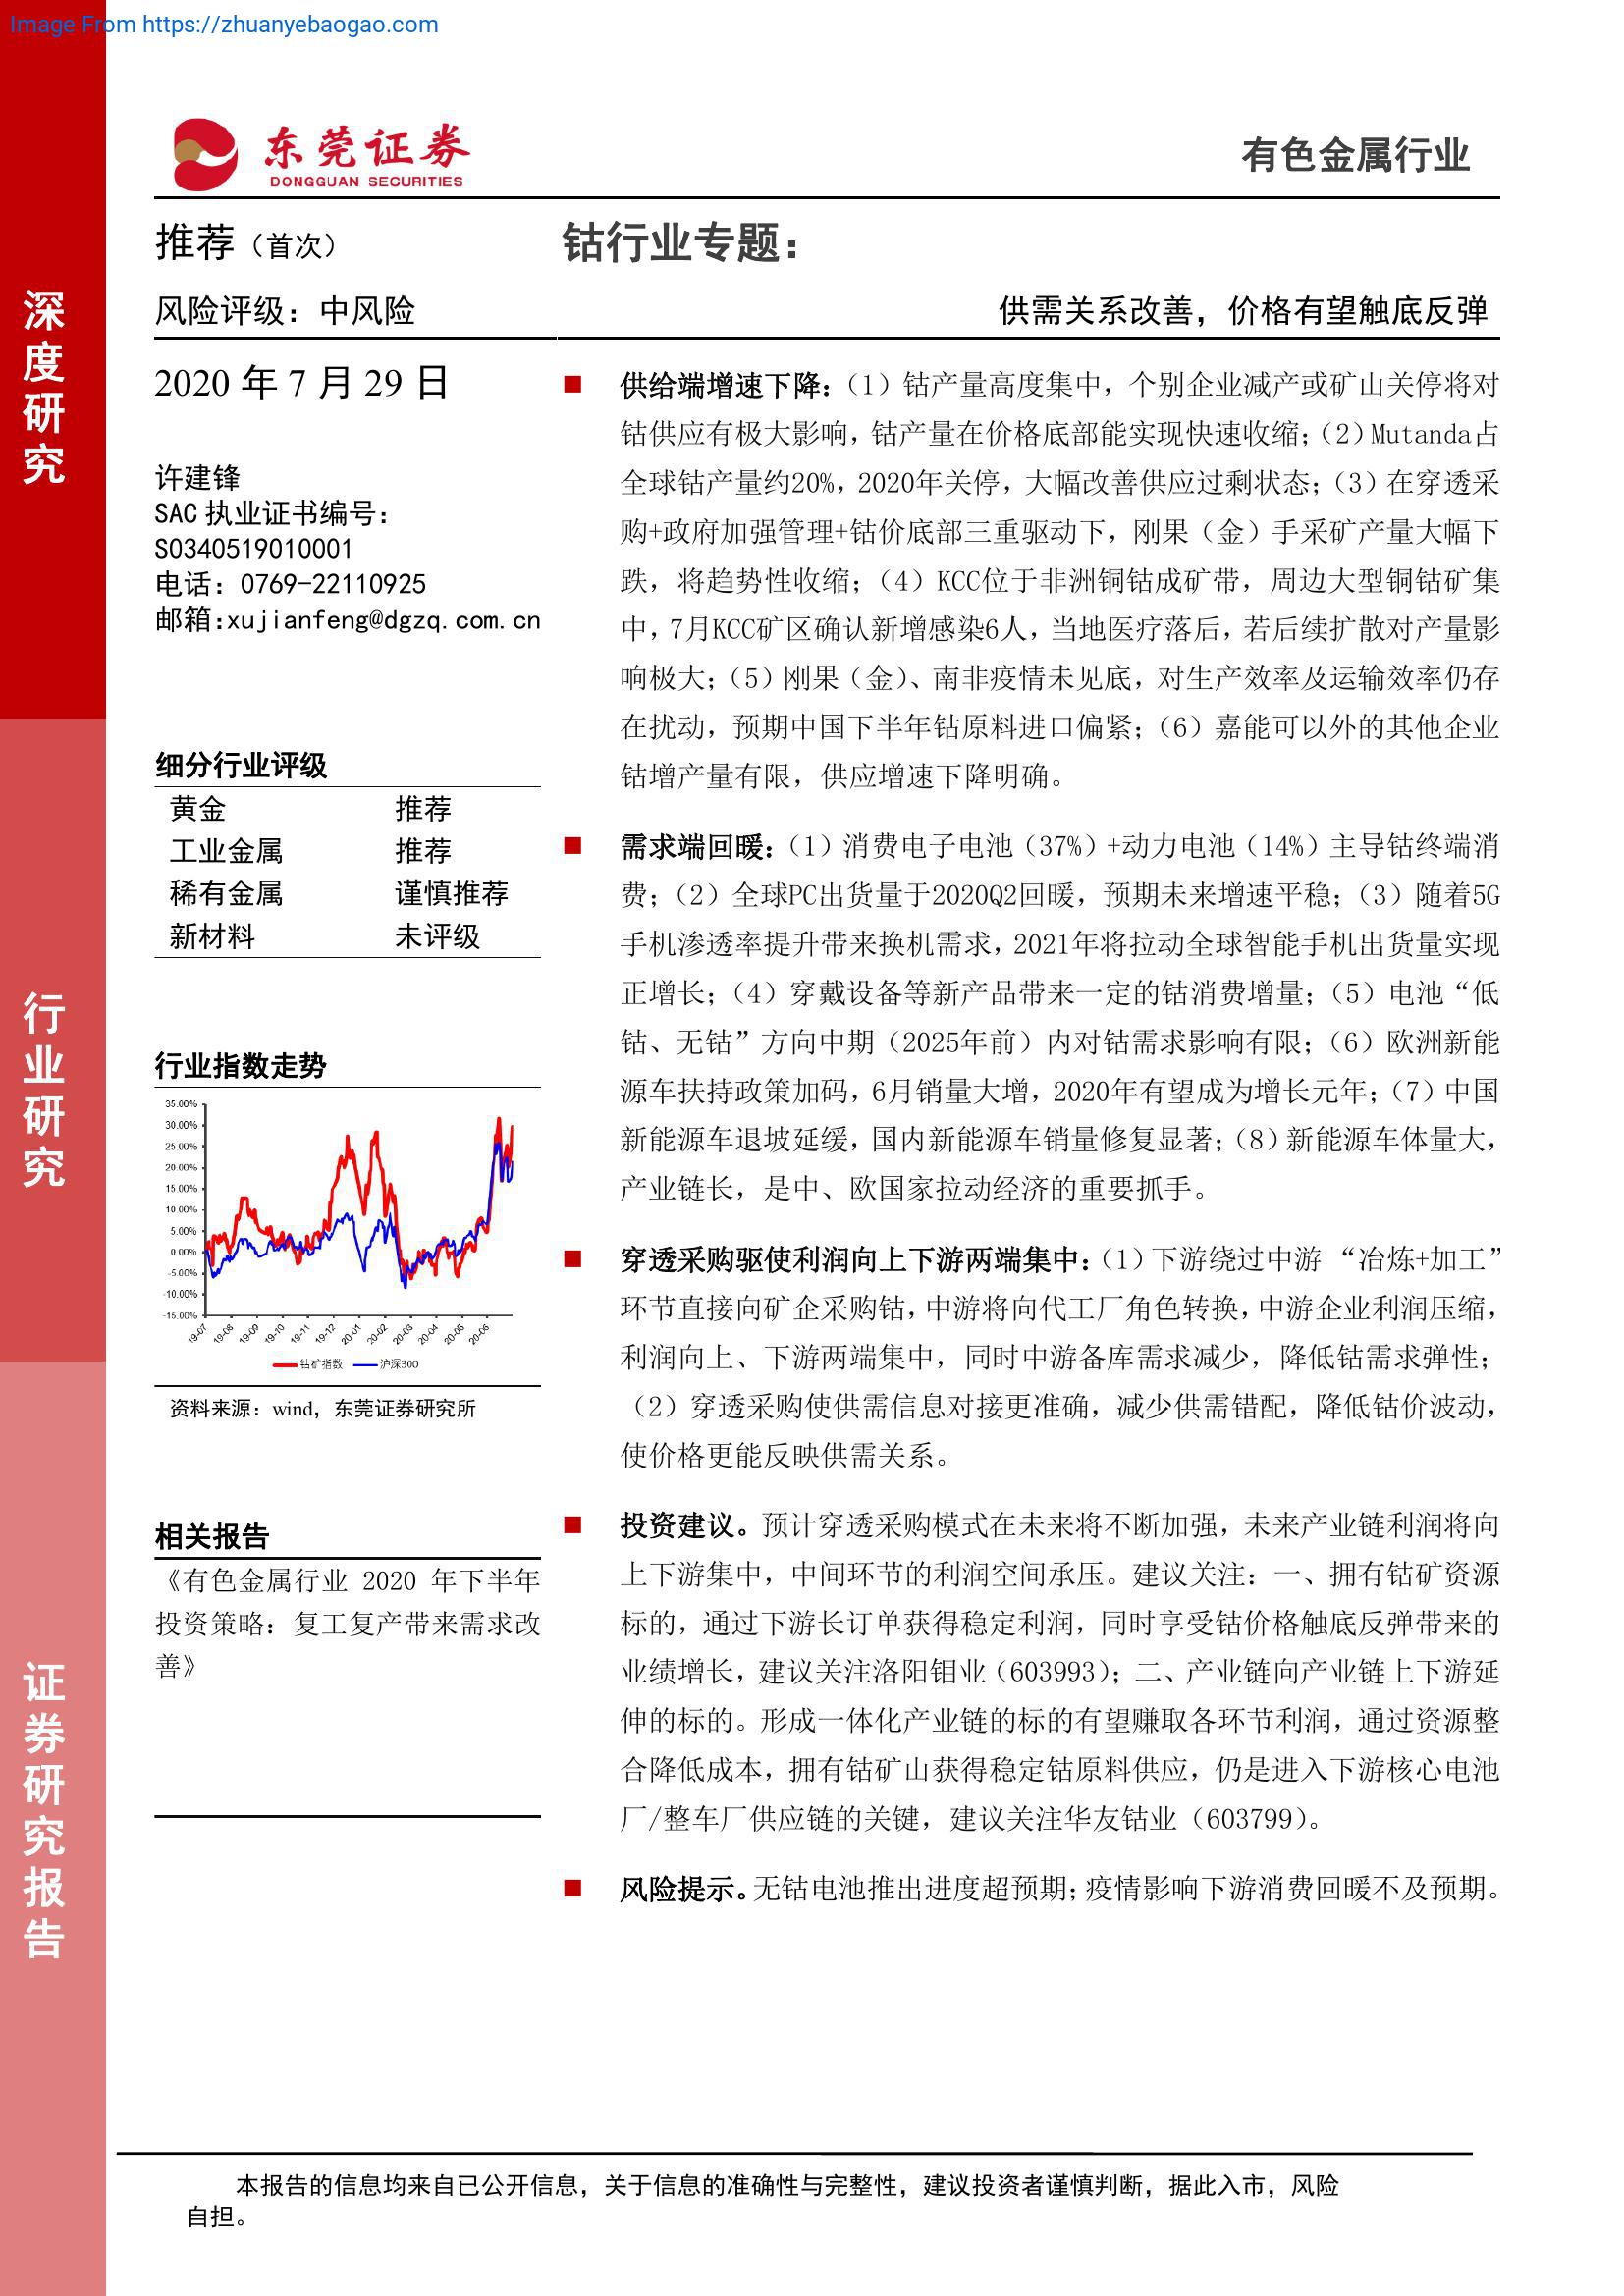 Image From https://zhuanyebaogao.com
东莞证券
DONGGUAN SECURITIES
有色金属行业
推荐（首次）
钴行业专题：
风险评级：中风险
供需关系改善，价格有望触底反弹
深度研究
行业研究
证券研究报告
2020 年 7 月 29 日
许建锋
SAC 执业证书编号：
S0340519010001
电话：0769-22110925
邮箱：xujianfeng@dgzq.com.cn
细分行业评级
黄金 推荐
工业金属 推荐
稀有金属 谨慎推荐
新材料 未评级
行业指数走势
35.00%
30.00%
25.00%
20.00%
15.00%
10.00%
5.00%
0.00%
-5.00%
-10.00%
-15.00%
19-07 19-08 19-09 19-10 19-11 19-12 20-01 20-02 20-03 20-04 20-05 20-06
钴矿指数 沪深300
资料来源：wind，东莞证券研究所
相关报告
《有色金属行业 2020 年下半年
投资策略：复工复产带来需求改
善》
■ 供给端增速下降：（1）钴产量高度集中，个别企业减产或矿山关停将对
钴供应有极大影响，钴产量在价格底部能实现快速收缩；（2）Mutanda占
全球钴产量约20%，2020年关停，大幅改善供应过剩状态；（3）在穿透采
购+政府加强管理+钴价底部三重驱动下，刚果（金）手采矿产量大幅下
跌，将趋势性收缩；（4）KCC位于非洲铜钴成矿带，周边大型铜钴矿集
中，7月KCC矿区确认新增感染6人，当地医疗落后，若后续扩散对产量影
响极大；（5）刚果（金）、南非疫情未见底，对生产效率及运输效率仍存
在扰动，预期中国下半年钴原料进口偏紧；（6）嘉能可以外的其他企业
钴增产量有限，供应增速下降明确。
■ 需求端回暖：（1）消费电子电池（37%）+动力电池（14%）主导钴终端消
费；（2）全球PC出货量于2020Q2回暖，预期未来增速平稳；（3）随着5G
手机渗透率提升带来换机需求，2021年将拉动全球智能手机出货量实现
正增长；（4）穿戴设备等新产品带来一定的钴消费增量；（5）电池“低
钴、无钴”方向中期（2025年前）内对钴需求影响有限；（6）欧洲新能
源车扶持政策加码，6月销量大增，2020年有望成为增长元年；（7）中国
新能源车退坡延缓，国内新能源车销量修复显著；（8）新能源车体量大，
产业链长，是中、欧国家拉动经济的重要抓手。
■ 穿透采购驱使利润向上下游两端集中：（1）下游绕过中游 “冶炼+加工”
环节直接向矿企采购钴，中游将向代工厂角色转换，中游企业利润压缩，
利润向上、下游两端集中，同时中游备库需求减少，降低钴需求弹性；
（2）穿透采购使供需信息对接更准确，减少供需错配，降低钴价波动，
使价格更能反映供需关系。
■ 投资建议。预计穿透采购模式在未来将不断加强，未来产业链利润将向
上下游集中，中间环节的利润空间承压。建议关注：一、拥有钴矿资源
标的，通过下游长订单获得稳定利润，同时享受钴价格触底反弹带来的
业绩增长，建议关注洛阳钼业（603993）；二、产业链向产业链上下游延
伸的标的。形成一体化产业链的标的有望赚取各环节利润，通过资源整
合降低成本，拥有钴矿山获得稳定钴原料供应，仍是进入下游核心电池
厂/整车厂供应链的关键，建议关注华友钴业（603799）。
■ 风险提示。无钴电池推出进度超预期；疫情影响下游消费回暖不及预期。
本报告的信息均来自已公开信息，关于信息的准确性与完整性，建议投资者谨慎判断，据此入市，风险
自担。